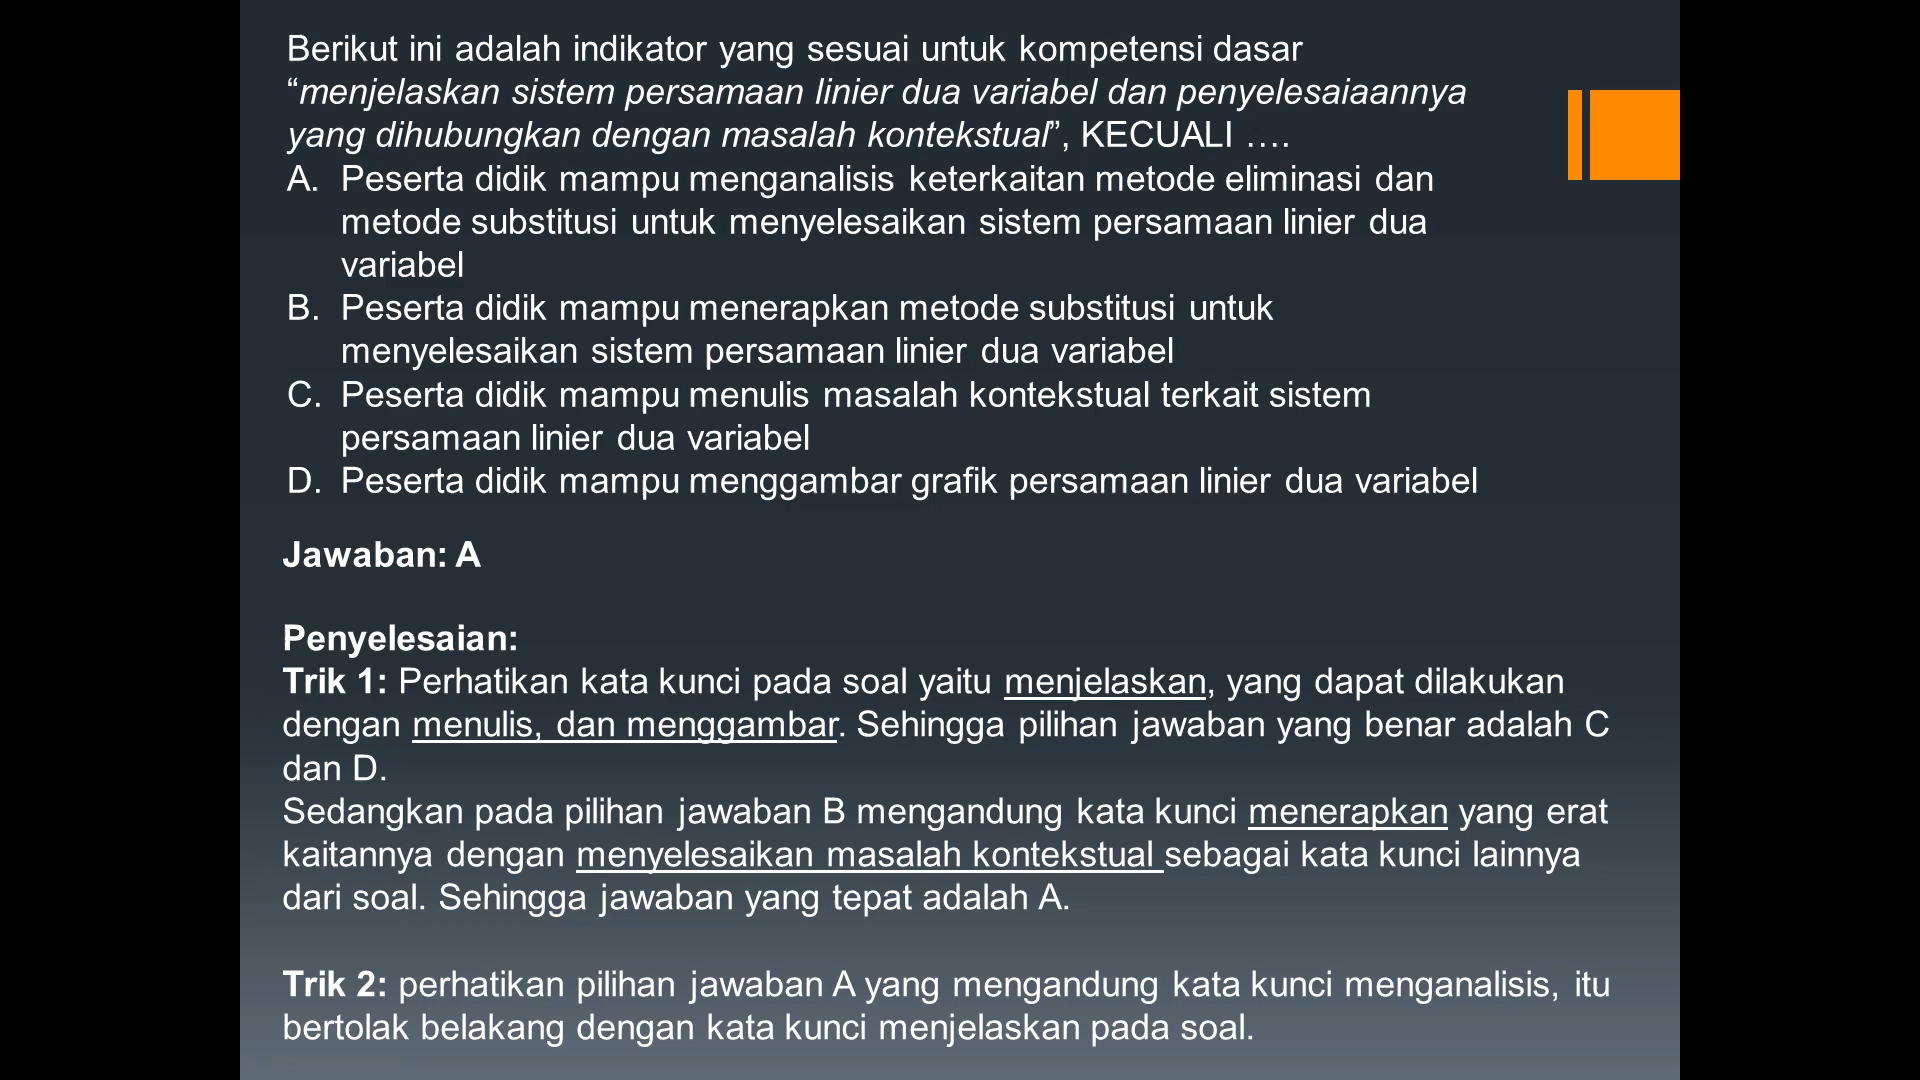 Berikut ini adalah indikator yang sesuai untuk kompetensi dasar
“menjelaskan sistem persamaan linier dua variabel dan penyelesaiaannya
yang dihubungkan dengan masalah kontekstual”, KECUALI ….
A. Peserta didik mampu menganalisis keterkaitan metode eliminasi dan
metode substitusi untuk menyelesaikan sistem persamaan linier dua
variabel
B. Peserta didik mampu menerapkan metode substitusi untuk
menyelesaikan sistem persamaan linier dua variabel
C. Peserta didik mampu menulis masalah kontekstual terkait sistem
persamaan linier dua variabel
D. Peserta didik mampu menggambar grafik persamaan linier dua variabel
Jawaban: A
Penyelesaian:
Trik 1: Perhatikan kata kunci pada soal yaitu menjelaskan, yang dapat dilakukan
dengan menulis, dan menggambar. Sehingga pilihan jawaban yang benar adalah C
dan D.
Sedangkan pada pilihan jawaban B mengandung kata kunci menerapkan yang erat
kaitannya dengan menyelesaikan masalah kontekstual sebagai kata kunci lainnya
dari soal. Sehingga jawaban yang tepat adalah A.
Trik 2: perhatikan pilihan jawaban A yang mengandung kata kunci menganalisis, itu
bertolak belakang dengan kata kunci menjelaskan pada soal.